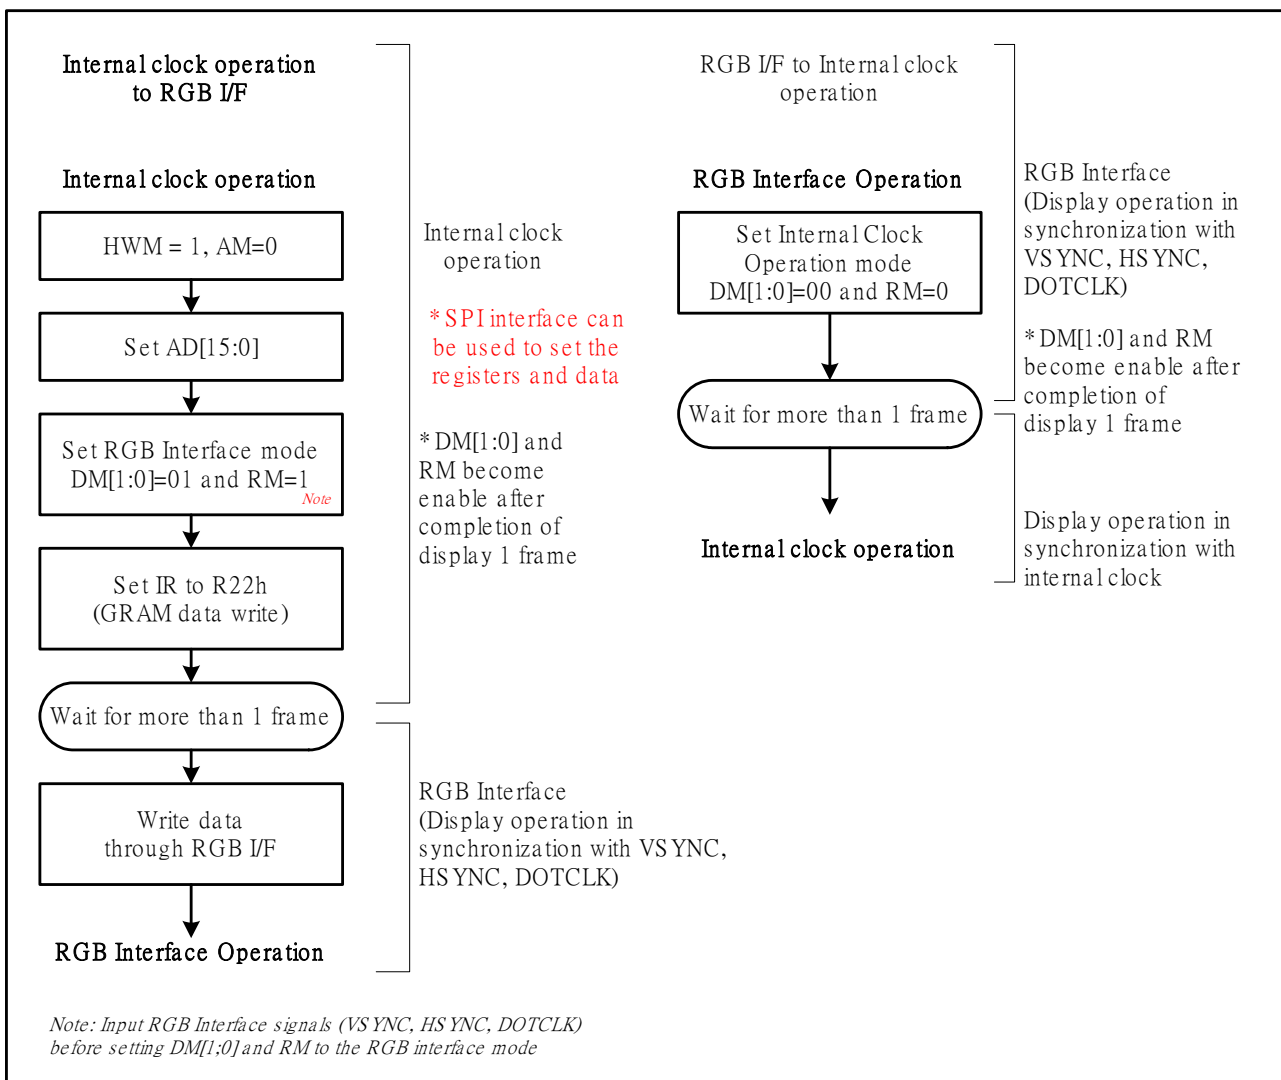 Internal clock operation
to RGB I/F
Internal clock operation
HWM = 1, AM=0
Set AD[15:0]
Set RGB Interface mode
DM[1:0]=01 and RM=1
Note
Set IR to R22h
(GRAM data write)
Wait for more than 1 frame
Write data
through RGB I/F
RGB Interface Operation
Internal clock
operation
* SPI interface can
be used to set the
registers and data
* DM[1:0] and
RM become
enable after
completion of
display 1 frame
RGB Interface
(Display operation in
synchronization with VSYNC,
HSYNC, DOTCLK)
RGB I/F to Internal clock
operation
RGB Interface Operation
Set Internal Clock
Operation mode
DM[1:0]=00 and RM=0
Wait for more than 1 frame
Internal clock operation
RGB Interface
(Display operation in
synchronization with
VSYNC, HSYNC,
DOTCLK)
* DM[1:0] and RM
become enable after
completion of
display 1 frame
Display operation in
synchronization with
internal clock
Note: Input RGB Interface signals (VSYNC, HSYNC, DOTCLK)
before setting DM[1;0] and RM to the RGB interface mode